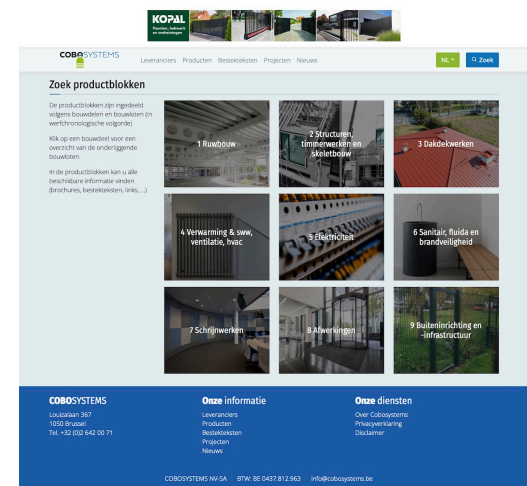 KOPAL
Poorten, hekwerk
en omheiningen
COBOSYSTEMS
Leveranciers Producten Bestekteksten Projecten Nieuws
NL
Zoek
Zoek productblokken
De productblokken zijn ingedeeld
volgens bouwdelen en bouwloten (in
werfchronologische volgorde)
Klik op een bouwdeel voor een
overzicht van de onderliggende
bouwloten.
In de productblokken kan u alle
beschikbare informatie vinden
(brochures, bestekteksten, links, ...)
1 Ruwbouw
2 Structuren,
timmerwerken en
skeletbouw
3 Dakdekwerken
4 Verwarming & sww,
ventilatie, hvac
5 Elektriciteit
6 Sanitair, fluida en
brandveiligheid
7 Schrijnwerken
8 Afwerkingen
9 Buiteninrichting en
-infrastructuur
COBOSYSTEMS
Louizalaan 367
1050 Brussel
Tel. +32 (0)2 642 00 71
Onze informatie
Leveranciers
Producten
Bestekteksten
Projecten
Nieuws
Onze diensten
Over Cobosystems
Privacyverklaring
Disclaimer
COBOSYSTEMS NV-SA BTW: BE 0437.812.963 info@cobosystems.be